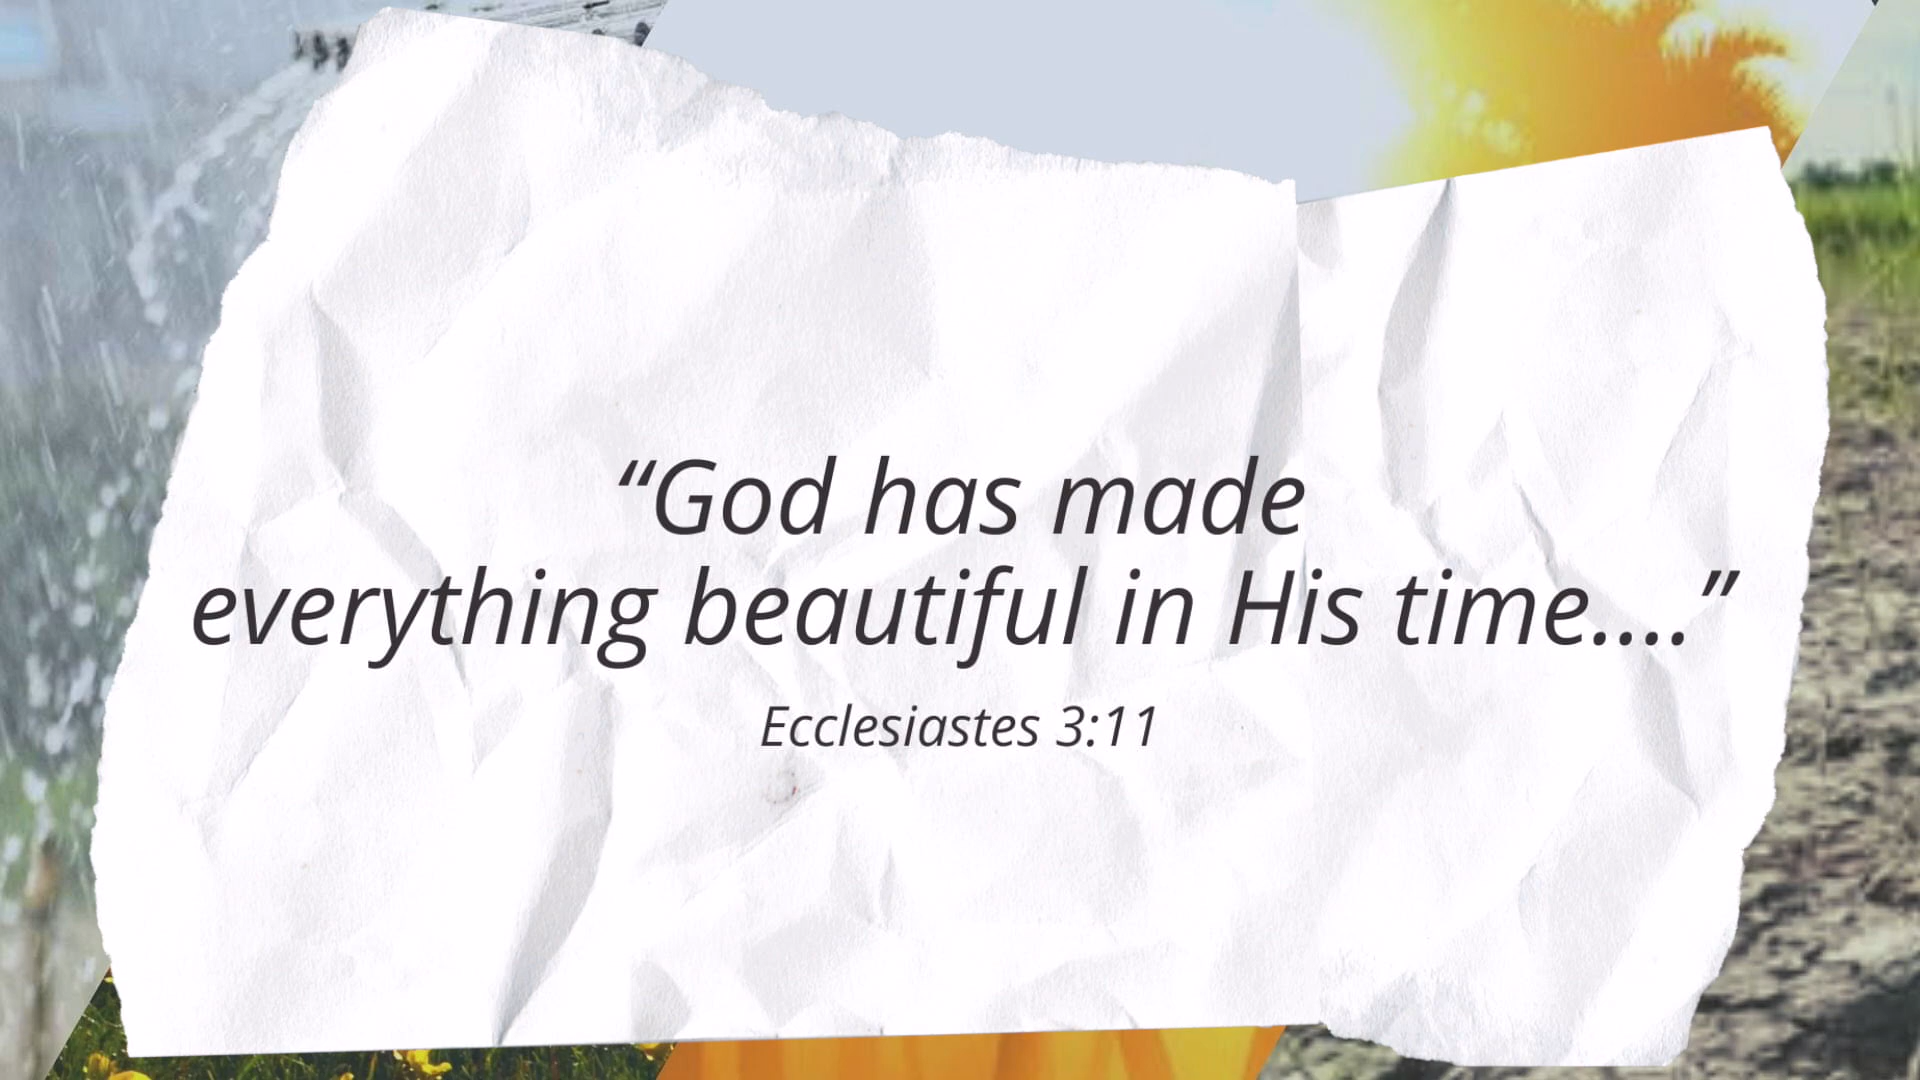 “God has made
everything beautiful in His time....”
Ecclesiastes 3:11